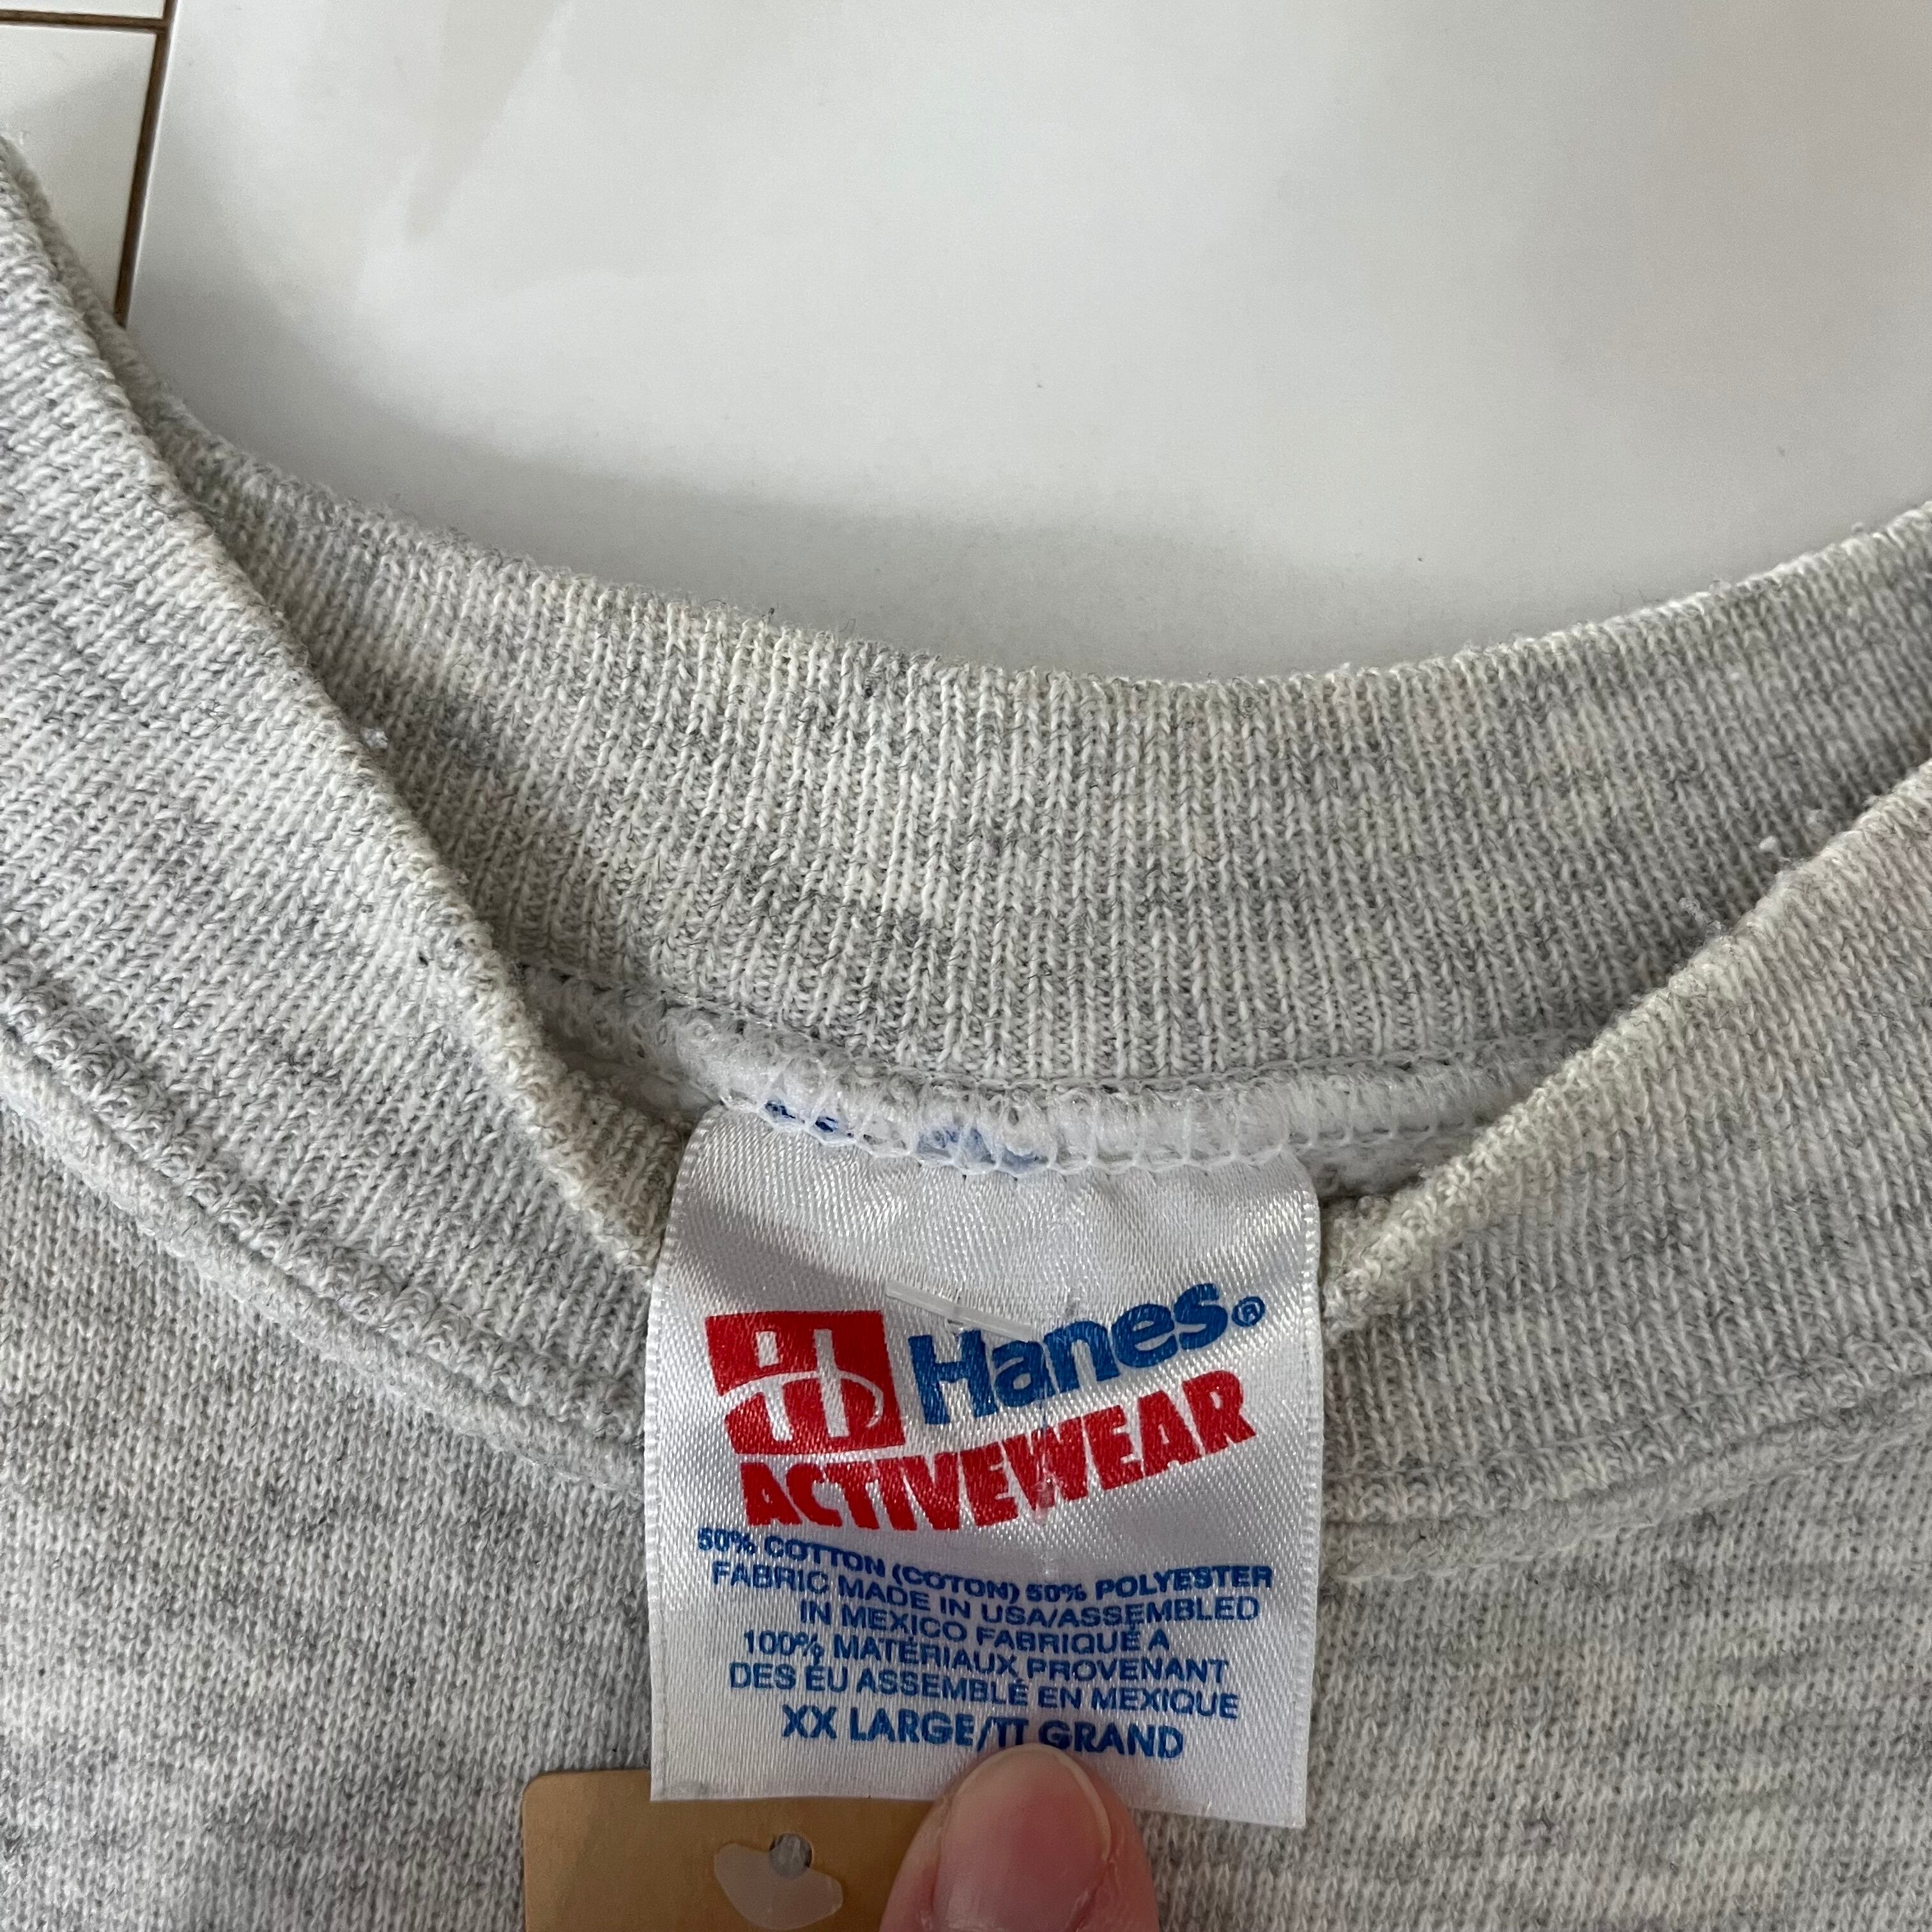 Hanes®
ACTIVEWEAR
50% COTTON (COTON) 50% POLYESTER
FABRIC MADE IN USA/ASSEMBLED
IN MEXICO FABRIQUÉ A
100% MATÉRIAUX PROVENANT
DES ÉU ASSEMBLÉ EN MEXIQUE
XX LARGE/TT GRAND